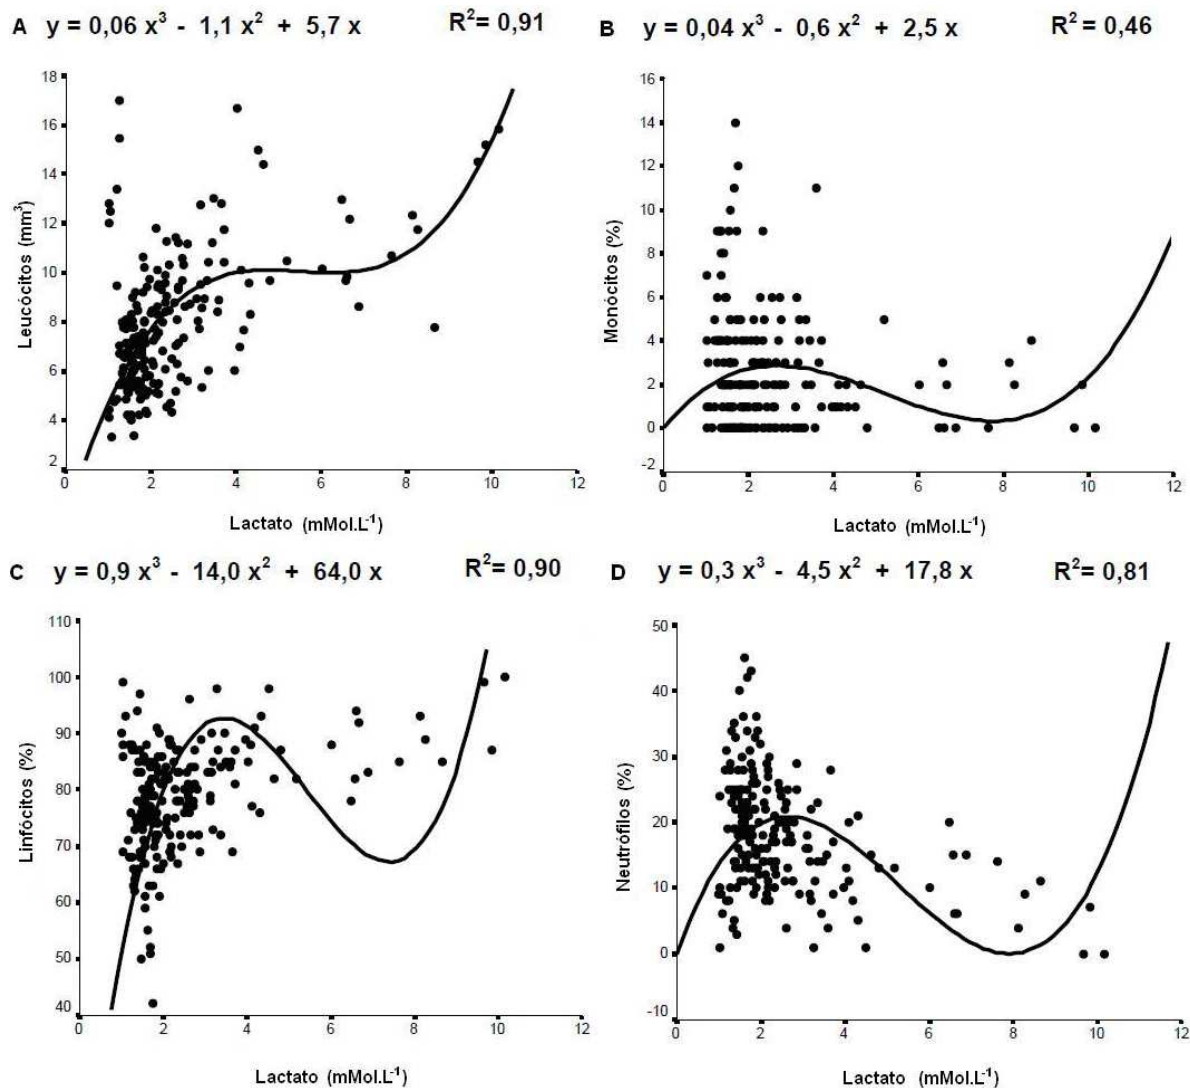 A y = 0,06 x³ - 1,1 x² + 5,7 x R²= 0,91
18
16
14
12
10
8
6
4
2
Leucócitos (mm³)
0 2 4 6 8 10 12
Lactato (mMol.L⁻¹)
B y = 0,04 x³ - 0,6 x² + 2,5 x R²= 0,46
16
14
12
10
8
6
4
2
0
-2
Monócitos (%)
0 2 4 6 8 10 12
Lactato (mMol.L⁻¹)
C y = 0,9 x³ - 14,0 x² + 64,0 x R²= 0,90
110
100
90
80
70
60
50
40
Linfócitos (%)
0 2 4 6 8 10 12
Lactato (mMol.L⁻¹)
D y = 0,3 x³ - 4,5 x² + 17,8 x R²= 0,81
50
40
30
20
10
0
-10
Neutrófilos (%)
0 2 4 6 8 10 12
Lactato (mMol.L⁻¹)